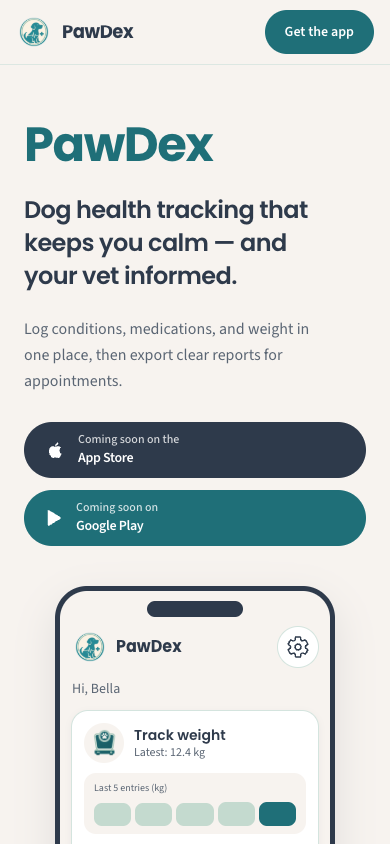 PawDex
Get the app
PawDex
Dog health tracking that
keeps you calm — and
your vet informed.
Log conditions, medications, and weight in
one place, then export clear reports for
appointments.
Coming soon on the
App Store
Coming soon on
Google Play
PawDex
Hi, Bella
Track weight
Latest: 12.4 kg
Last 5 entries (kg)